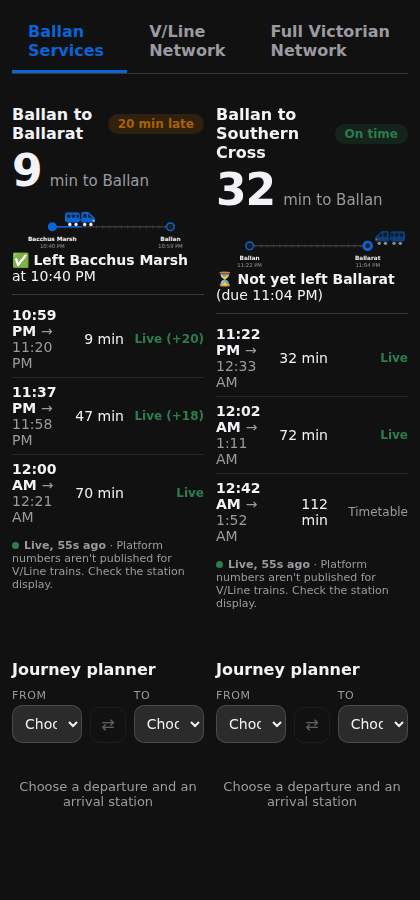 Ballan
Services
V/Line
Network
Full Victorian
Network
Ballan to
Ballarat
20 min late
9 min to Ballan
Bacchus Marsh
10:40 PM
Ballan
10:59 PM
✅ Left Bacchus Marsh
at 10:40 PM
10:59
PM →
11:20
PM
9 min
Live (+20)
11:37
PM →
11:58
PM
47 min
Live (+18)
12:00
AM →
12:21
AM
70 min
Live
Live, 55s ago · Platform
numbers aren't published for
V/Line trains. Check the station
display.
Journey planner
FROM
TO
Choo
⇄
Choo
Choose a departure and an
arrival station
Ballan to
Southern
Cross
On time
32 min to Ballan
Ballan
11:22 PM
Ballarat
11:04 PM
⏳ Not yet left Ballarat
(due 11:04 PM)
11:22
PM →
12:33
AM
32 min
Live
12:02
AM →
1:11
AM
72 min
Live
12:42
AM →
1:52
AM
112
min
Timetable
Live, 55s ago · Platform
numbers aren't published for
V/Line trains. Check the station
display.
Journey planner
FROM
TO
Choo
⇄
Choo
Choose a departure and an
arrival station